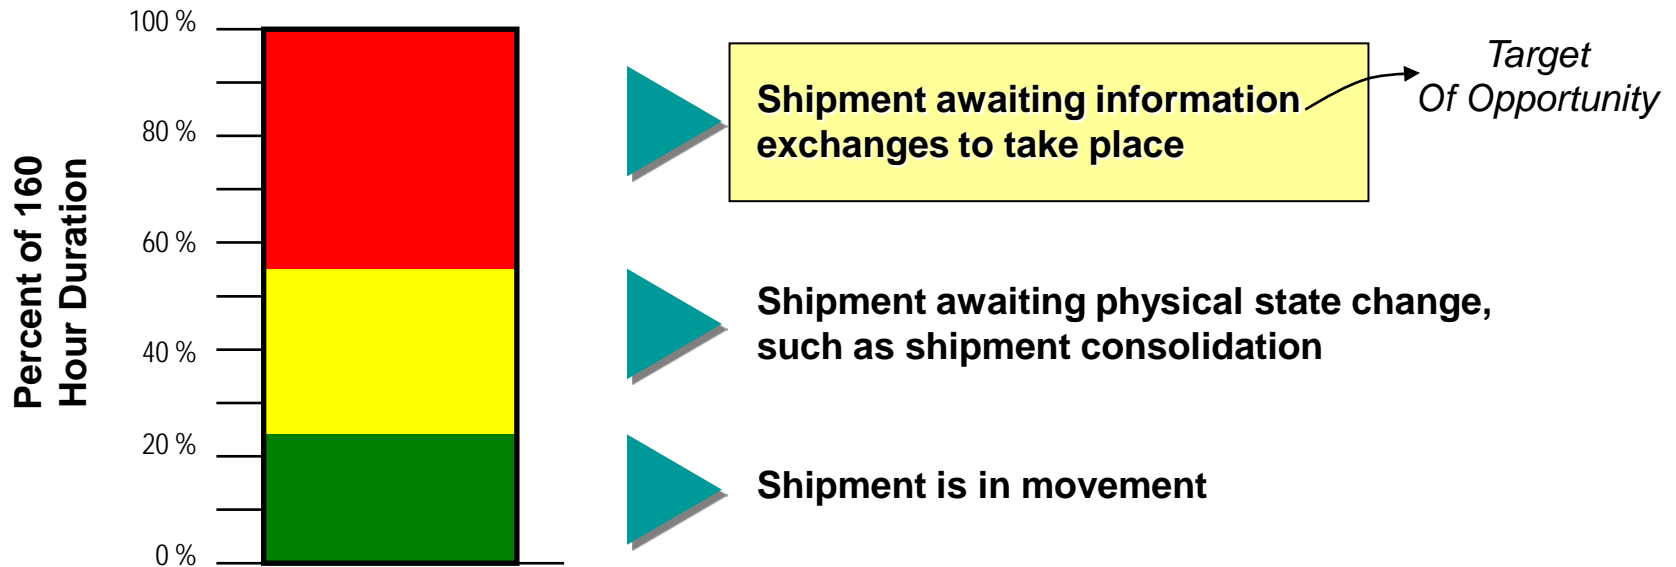 100 %
80 %
60 %
40 %
20 %
0 %
Percent of 160
Hour Duration
Shipment awaiting information
exchanges to take place
Target
Of Opportunity
Shipment awaiting physical state change,
such as shipment consolidation
Shipment is in movement